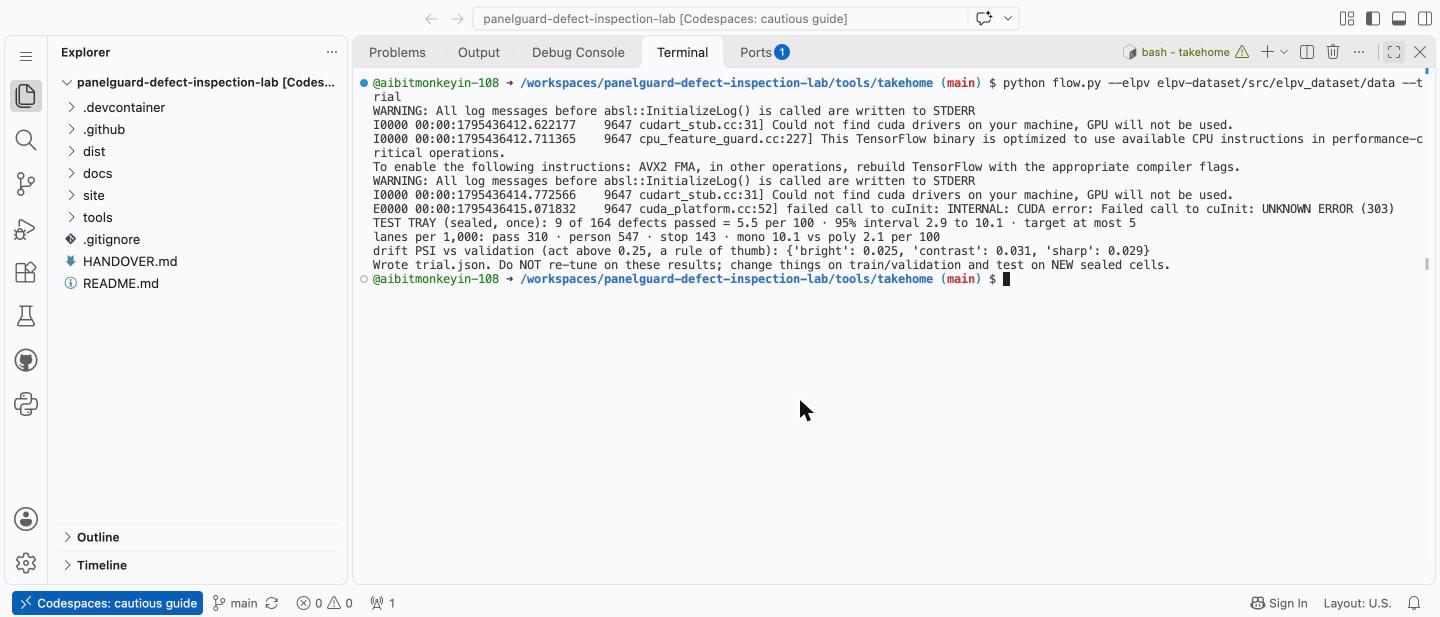 panelguard-defect-inspection-lab [Codespaces: cautious guide]
Explorer
panelguard-defect-inspection-lab [Codes...
.devcontainer
.github
dist
docs
site
tools
.gitignore
HANDOVER.md
README.md
Outline
Timeline
Problems Output Debug Console Terminal Ports 1
bash - takehome
@aibitmonkeyin-108 → /workspaces/panelguard-defect-inspection-lab/tools/takehome (main) $ python flow.py --elpv elpv-dataset/src/elpv_dataset/data --t
rial
WARNING: All log messages before absl::InitializeLog() is called are written to STDERR
I0000 00:00:1795436412.622177    9647 cudart_stub.cc:31] Could not find cuda drivers on your machine, GPU will not be used.
I0000 00:00:1795436412.711365    9647 cpu_feature_guard.cc:227] This TensorFlow binary is optimized to use available CPU instructions in performance-c
ritical operations.
To enable the following instructions: AVX2 FMA, in other operations, rebuild TensorFlow with the appropriate compiler flags.
WARNING: All log messages before absl::InitializeLog() is called are written to STDERR
I0000 00:00:1795436414.772566    9647 cudart_stub.cc:31] Could not find cuda drivers on your machine, GPU will not be used.
E0000 00:00:1795436415.071832    9647 cuda_platform.cc:52] failed call to cuInit: INTERNAL: CUDA error: Failed call to cuInit: UNKNOWN ERROR (303)
TEST TRAY (sealed, once): 9 of 164 defects passed = 5.5 per 100 · 95% interval 2.9 to 10.1 · target at most 5
lanes per 1,000: pass 310 · person 547 · stop 143 · mono 10.1 vs poly 2.1 per 100
drift PSI vs validation (act above 0.25, a rule of thumb): {'bright': 0.025, 'contrast': 0.031, 'sharp': 0.029}
Wrote trial.json. Do NOT re-tune on these results; change things on train/validation and test on NEW sealed cells.
@aibitmonkeyin-108 → /workspaces/panelguard-defect-inspection-lab/tools/takehome (main) $
Codespaces: cautious guide main 0 0 1 Sign In Layout: U.S.